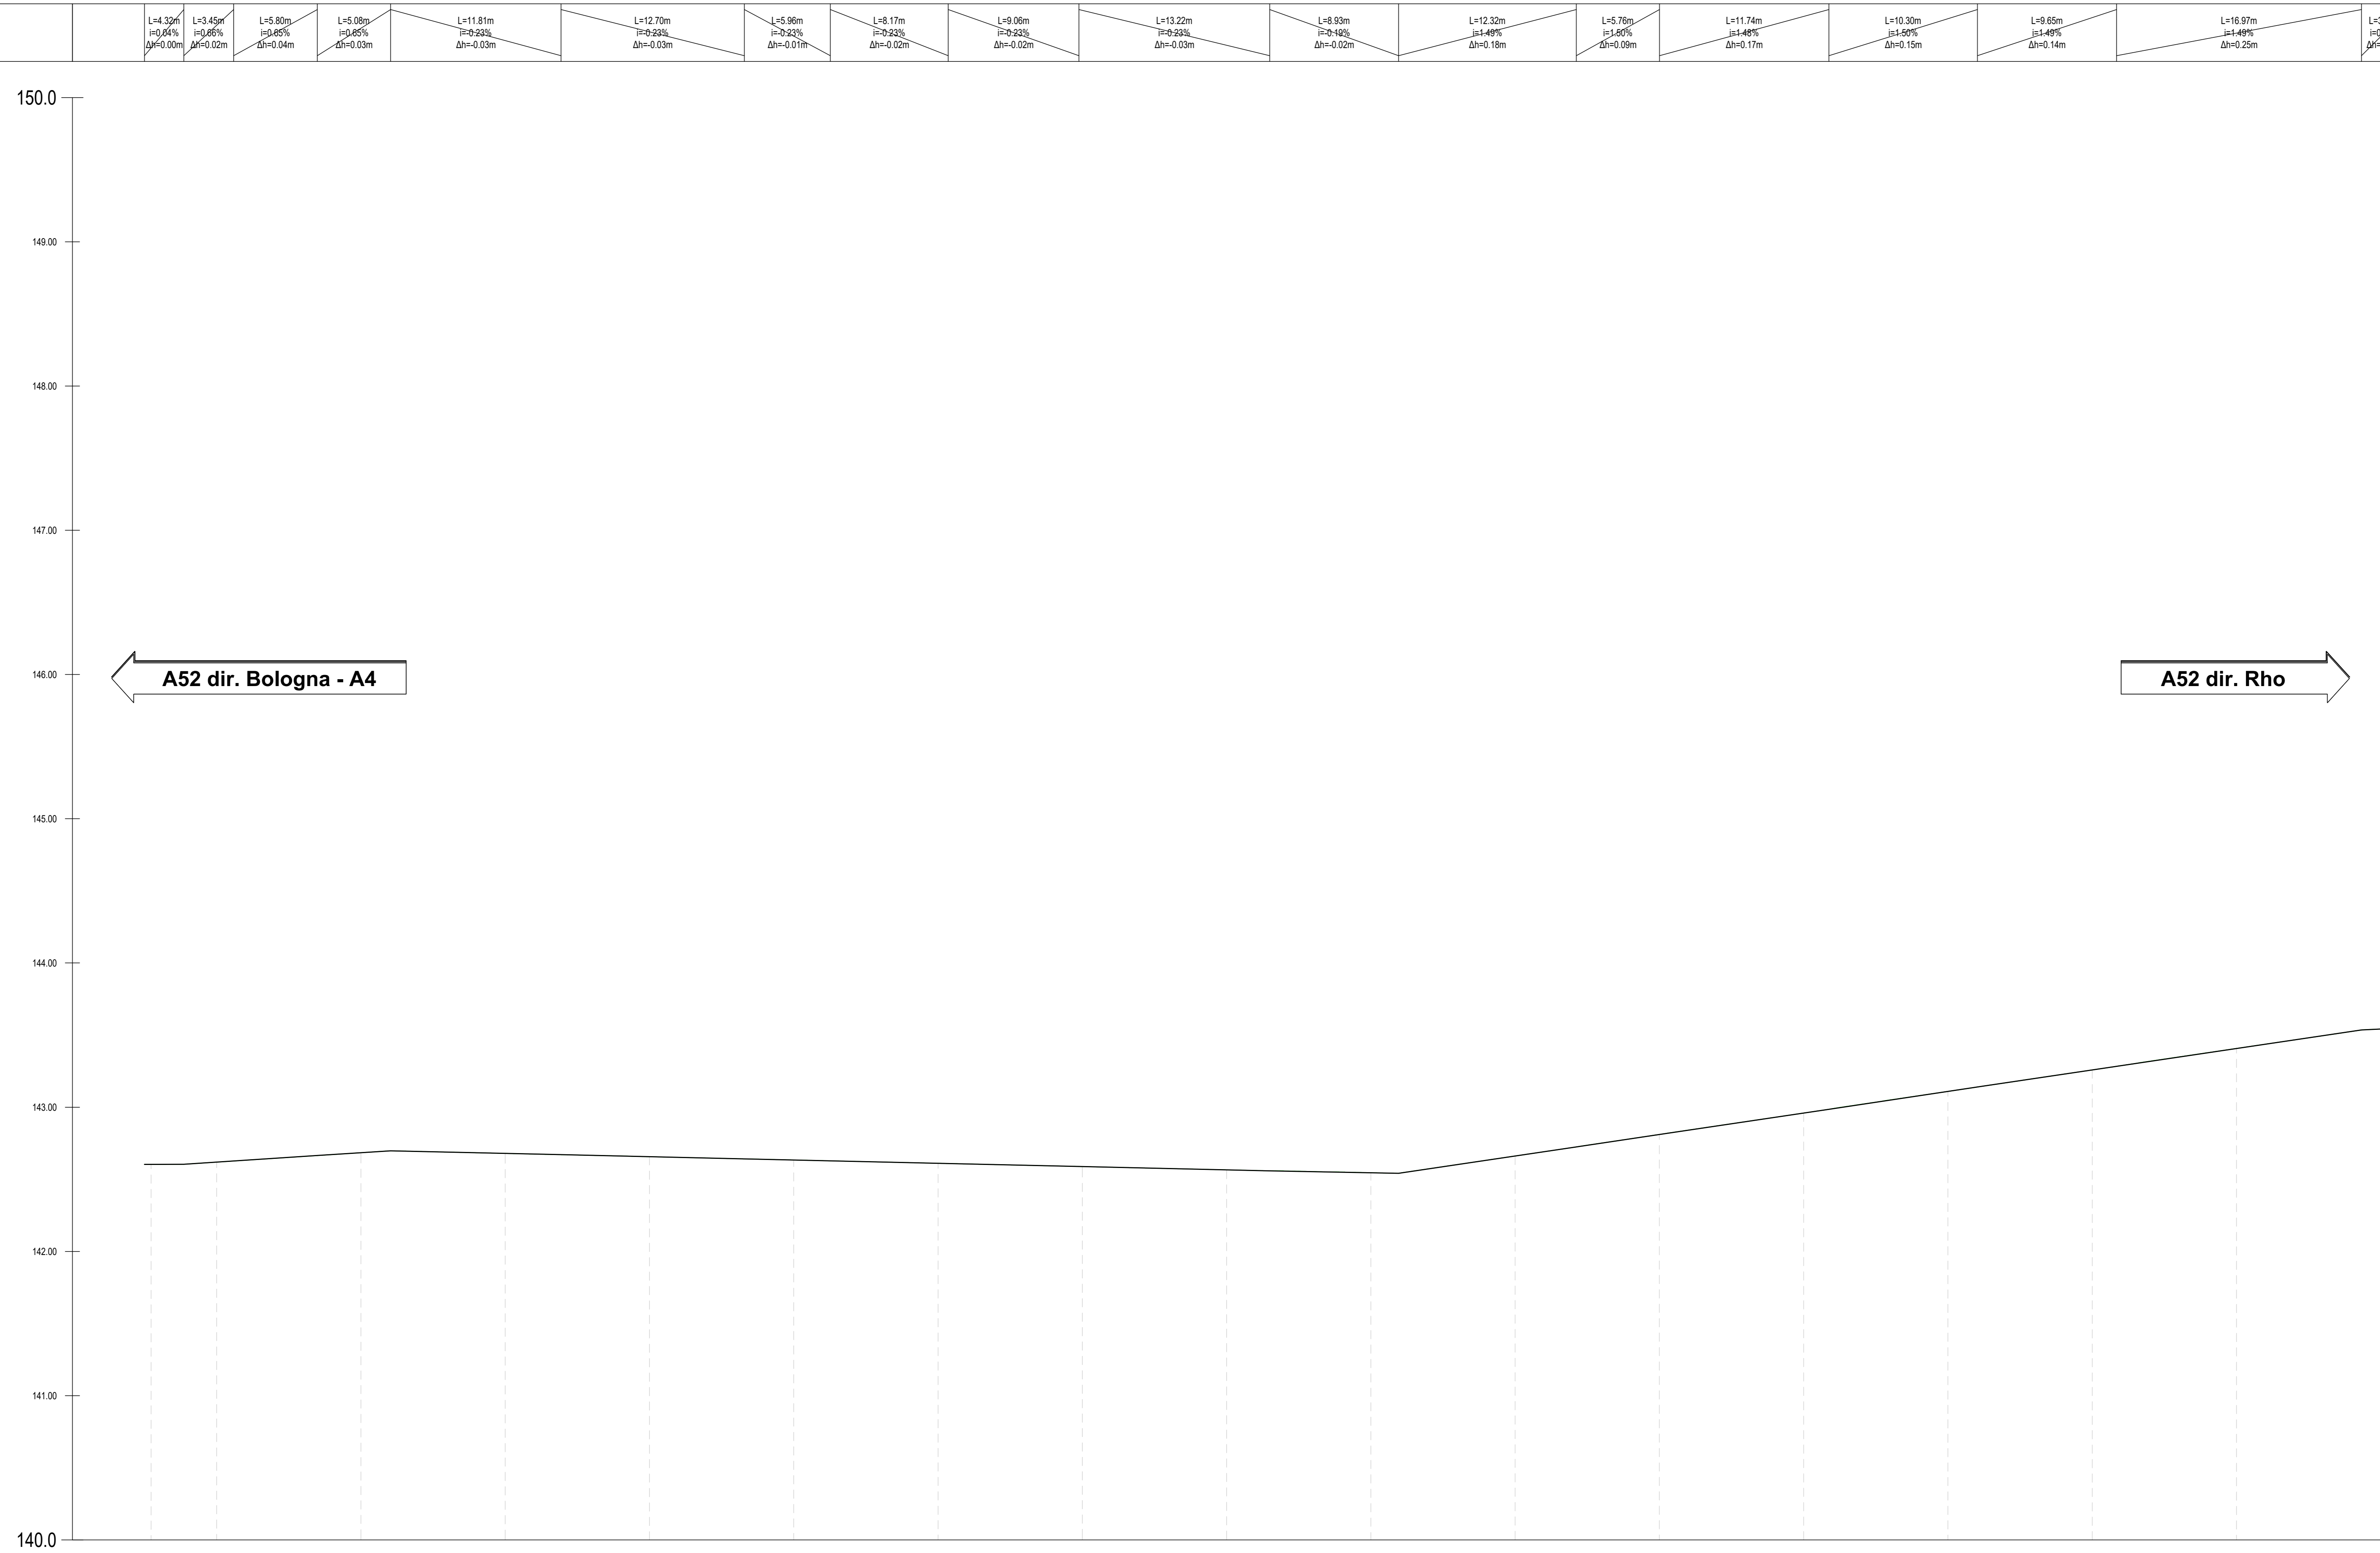 L=4.32m
i=0.04%
Δh=0.00m
L=3.45m
i=0.66%
Δh=0.02m
L=5.80m
i=0.65%
Δh=0.04m
L=5.08m
i=0.65%
Δh=0.03m
L=11.81m
i=-0.23%
Δh=-0.03m
L=12.70m
i=-0.23%
Δh=-0.03m
L=5.96m
i=-0.23%
Δh=-0.01m
L=8.17m
i=-0.23%
Δh=-0.02m
L=9.06m
i=-0.23%
Δh=-0.02m
L=13.22m
i=-0.23%
Δh=-0.03m
L=8.93m
i=-0.19%
Δh=-0.02m
L=12.32m
i=1.49%
Δh=0.18m
L=5.76m
i=1.50%
Δh=0.09m
L=11.74m
i=1.48%
Δh=0.17m
L=10.30m
i=1.50%
Δh=0.15m
L=9.65m
i=1.49%
Δh=0.14m
L=16.97m
i=1.49%
Δh=0.25m
150.0
149.00
148.00
147.00
146.00
A52 dir. Bologna - A4
A52 dir. Rho
145.00
144.00
143.00
142.00
141.00
140.0